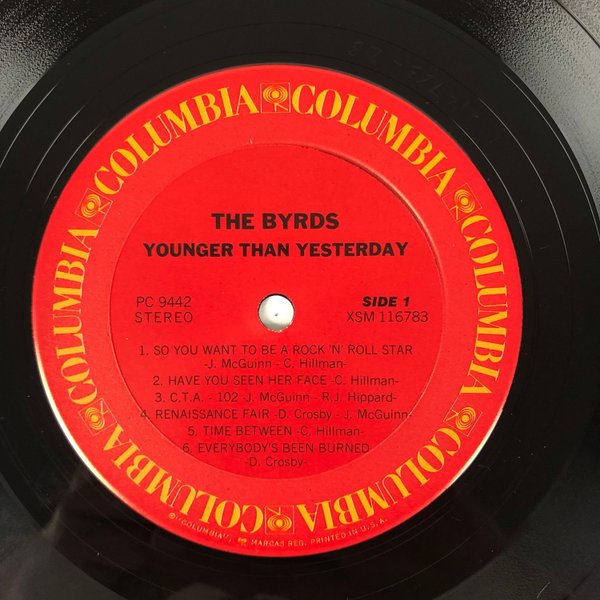 COLUMBIA COLUMBIA COLUMBIA COLUMBIA COLUMBIA COLUMBIA
THE BYRDS
YOUNGER THAN YESTERDAY
PC 9442 SIDE 1
STEREO XSM 116783
1. SO YOU WANT TO BE A ROCK 'N' ROLL STAR
-J. McGuinn - C. Hillman-
2. HAVE YOU SEEN HER FACE -C. Hillman-
3. C.T.A. - 102 -J. McGuinn - R.J. Hippard-
4. RENAISSANCE FAIR -D. Crosby - J. McGuinn-
5. TIME BETWEEN -C. Hillman-
6. EVERYBODY'S BEEN BURNED
-D. Crosby-
"COLUMBIA", MARCAS REG. PRINTED IN U.S.A.